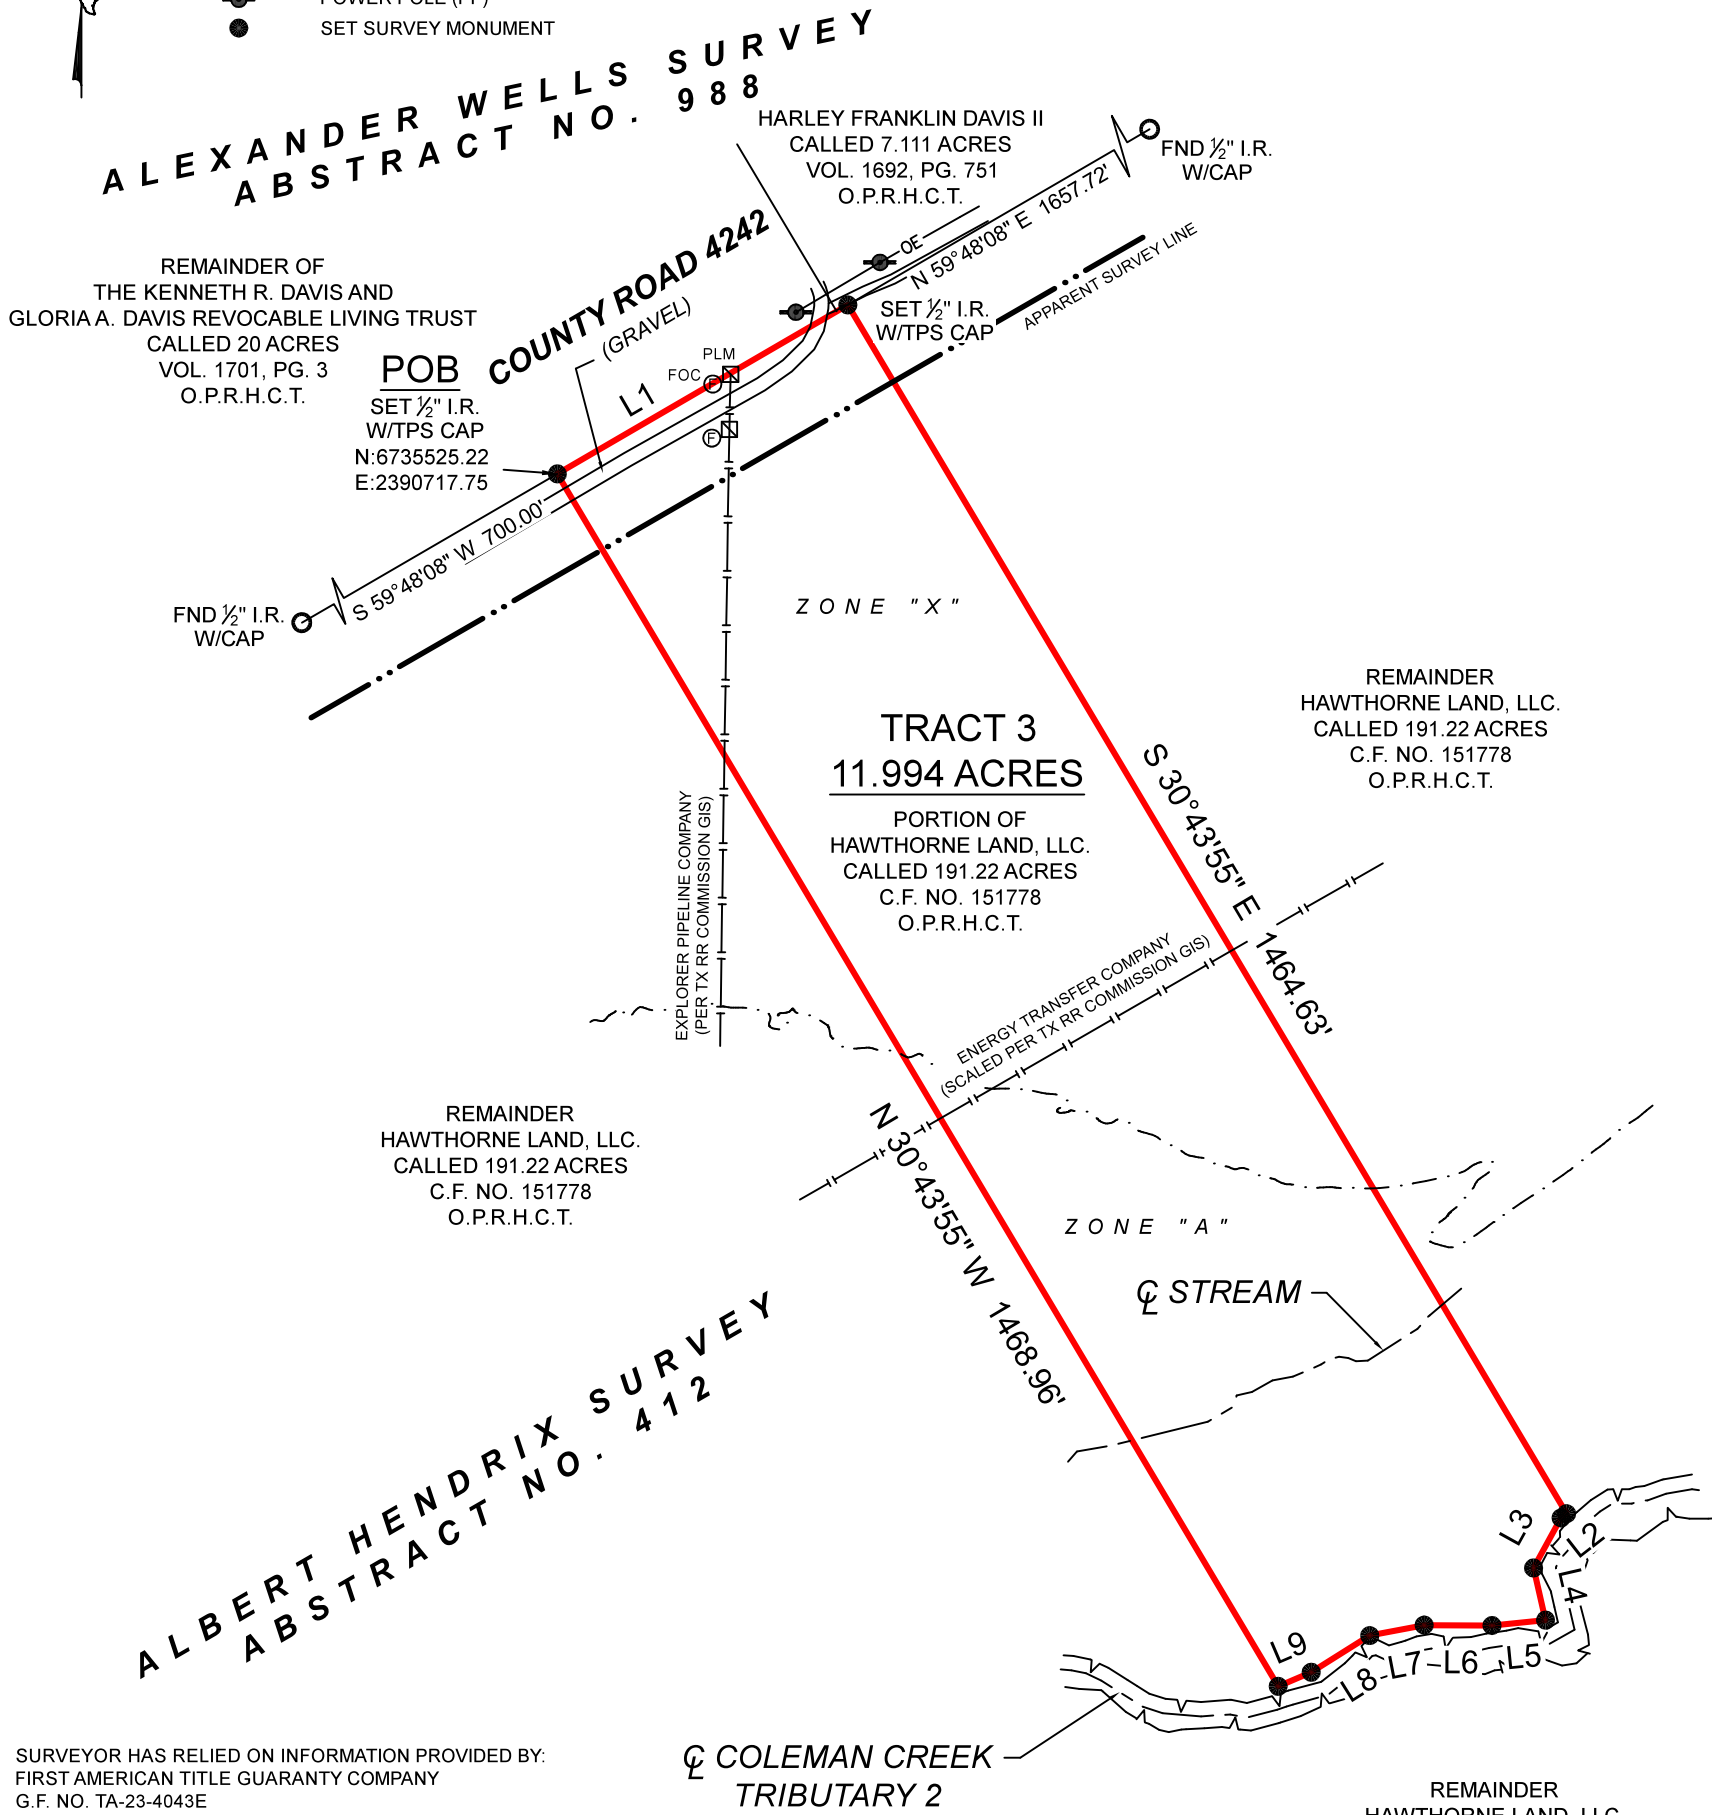 POWER POLE (PP)
SET SURVEY MONUMENT
ALEXANDER WELLS SURVEY
ABSTRACT NO. 988
HARLEY FRANKLIN DAVIS II
CALLED 7.111 ACRES
VOL. 1692, PG. 751
O.P.R.H.C.T.
FND ½" I.R.
W/CAP
N 59°48'08" E 1657.72'
OE
APPARENT SURVEY LINE
SET ½" I.R.
W/TPS CAP
COUNTY ROAD 4242
(GRAVEL)
REMAINDER OF
THE KENNETH R. DAVIS AND
GLORIA A. DAVIS REVOCABLE LIVING TRUST
CALLED 20 ACRES
VOL. 1701, PG. 3
O.P.R.H.C.T.
POB
SET ½" I.R.
W/TPS CAP
N:6735525.22
E:2390717.75
PLM
FOC
F
F
L1
S 59°48'08" W 700.00'
FND ½" I.R.
W/CAP
ZONE "X"
TRACT 3
11.994 ACRES
PORTION OF
HAWTHORNE LAND, LLC.
CALLED 191.22 ACRES
C.F. NO. 151778
O.P.R.H.C.T.
REMAINDER
HAWTHORNE LAND, LLC.
CALLED 191.22 ACRES
C.F. NO. 151778
O.P.R.H.C.T.
S 30°43'55" E 1464.63'
EXPLORER PIPELINE COMPANY
(PER TX RR COMMISSION GIS)
ENERGY TRANSFER COMPANY
(SCALED PER TX RR COMMISSION GIS)
REMAINDER
HAWTHORNE LAND, LLC.
CALLED 191.22 ACRES
C.F. NO. 151778
O.P.R.H.C.T.
N 30°43'55" W 1468.96'
ZONE "A"
℄ STREAM
ALBERT HENDRIX SURVEY
ABSTRACT NO. 412
L3
L2
L4
L9
L8
L7
L6
L5
℄ COLEMAN CREEK
TRIBUTARY 2
SURVEYOR HAS RELIED ON INFORMATION PROVIDED BY:
FIRST AMERICAN TITLE GUARANTY COMPANY
G.F. NO. TA-23-4043E
REMAINDER
HAWTHORNE LAND, LLC.